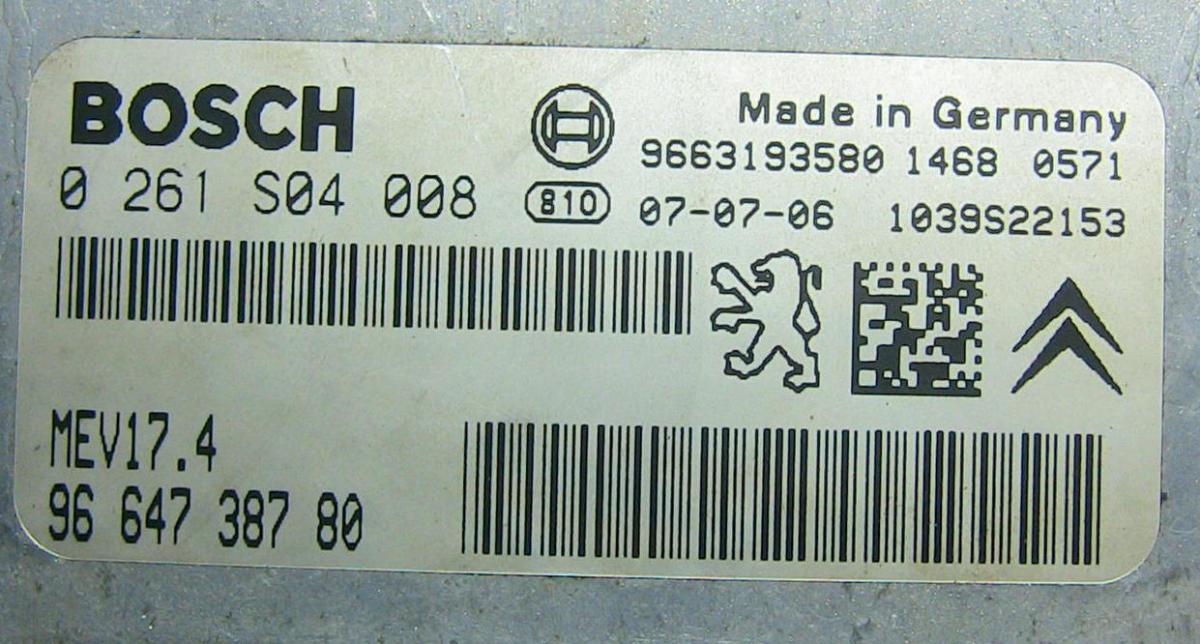 BOSCH
Made in Germany
9663193580 1468 0571
0 261 S04 008
810
07-07-06 1039S22153
MEV17.4
96 647 387 80